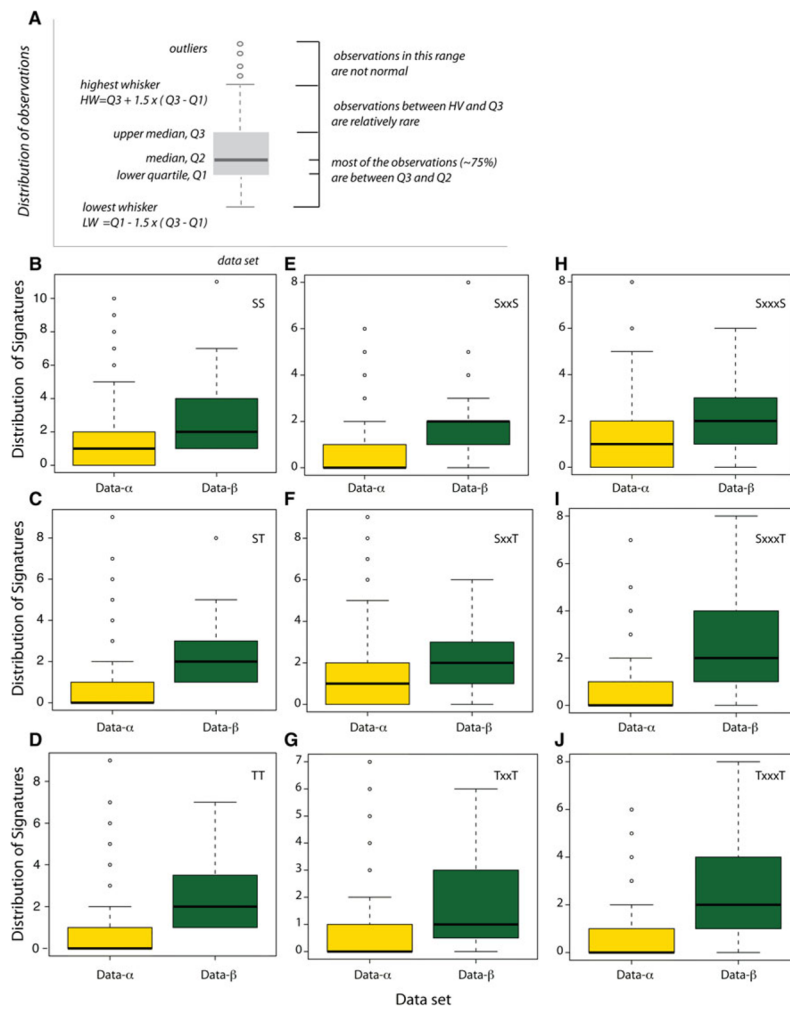 A
Distribution of observations
outliers
highest whisker
HW=Q3 + 1.5 x ( Q3 - Q1)
upper median, Q3
median, Q2
lower quartile, Q1
lowest whisker
LW =Q1 - 1.5 x ( Q3 - Q1)
observations in this range
are not normal
observations between HV and Q3
are relatively rare
most of the observations (~75%)
are between Q3 and Q2
data set
B
Distribution of Signatures
10
8
6
4
2
0
SS
Data-α
Data-β
E
8
6
4
2
0
SxxS
Data-α
Data-β
H
8
6
4
2
0
SxxxS
Data-α
Data-β
C
Distribution of Signatures
8
6
4
2
0
ST
Data-α
Data-β
F
8
6
4
2
0
SxxT
Data-α
Data-β
I
8
6
4
2
0
SxxxT
Data-α
Data-β
D
Distribution of Signatures
8
6
4
2
0
TT
Data-α
Data-β
G
7
6
5
4
3
2
1
0
TxxT
Data-α
Data-β
J
8
6
4
2
0
TxxxT
Data-α
Data-β
Data set